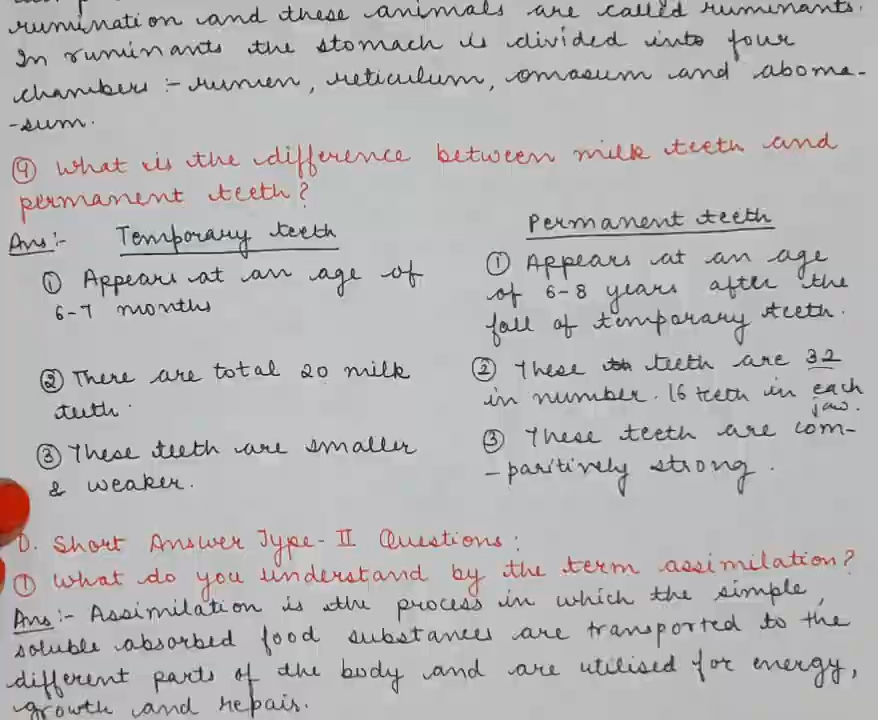 rumination and these animals are called ruminants.
In ruminants the stomach is divided into four
chambers :- rumen, reticulum, omasum and aboma-
-sum.
④ What is the difference between milk teeth and
permanent teeth?
Ans :- Temporary teeth
① Appears at an age of
6-7 months
② There are total 20 milk
teeth.
③ These teeth are smaller
& weaker.
Permanent teeth
① Appears at an age
of 6-8 years after the
fall of temporary teeth.
② These teeth are 32
in number. 16 teeth in each
jaw.
③ These teeth are com-
-paritively strong.
D. Short Answer Type-II Questions :
① What do you understand by the term assimilation?
Ans :- Assimilation is the process in which the simple,
soluble absorbed food substances are transported to the
different parts of the body and are utilised for energy,
growth and repair.